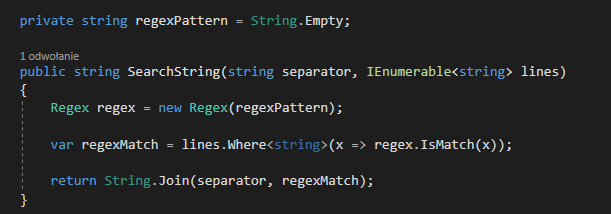 private string regexPattern = String.Empty;
1 odwołanie
public string SearchString(string separator, IEnumerable<string> lines)
{
Regex regex = new Regex(regexPattern);
var regexMatch = lines.Where<string>(x => regex.IsMatch(x));
return String.Join(separator, regexMatch);
}